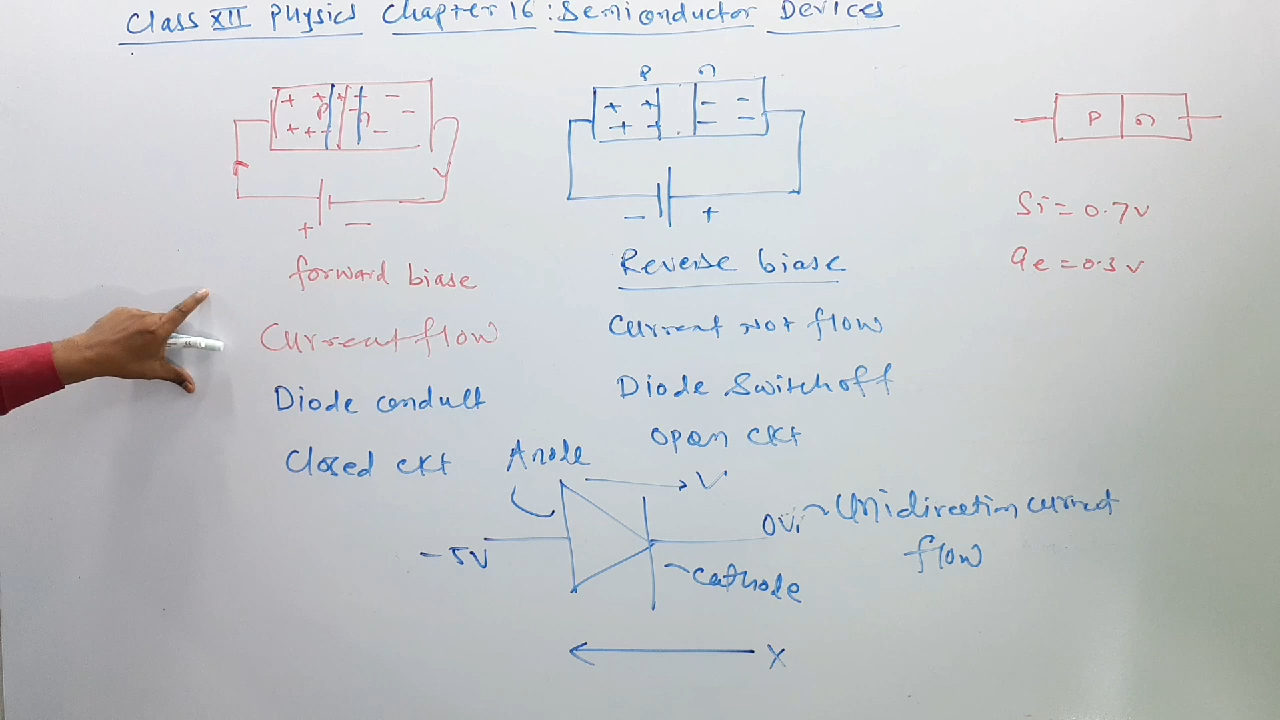 Class XII Physics Chapter 16: Semiconductor Devices
+ + + - -
P n
+ + - -
+ -
forward biase
Current flow
Diode conduct
Closed ckt
P n
+ + - -
+ + - -
- +
Reverse biase
Current Not flow
Diode Switch off
Open ckt
P n
Si = 0.7v
Ge = 0.3v
Anode
✓
-5V
0V
Unidirection current
flow
Cathode
X